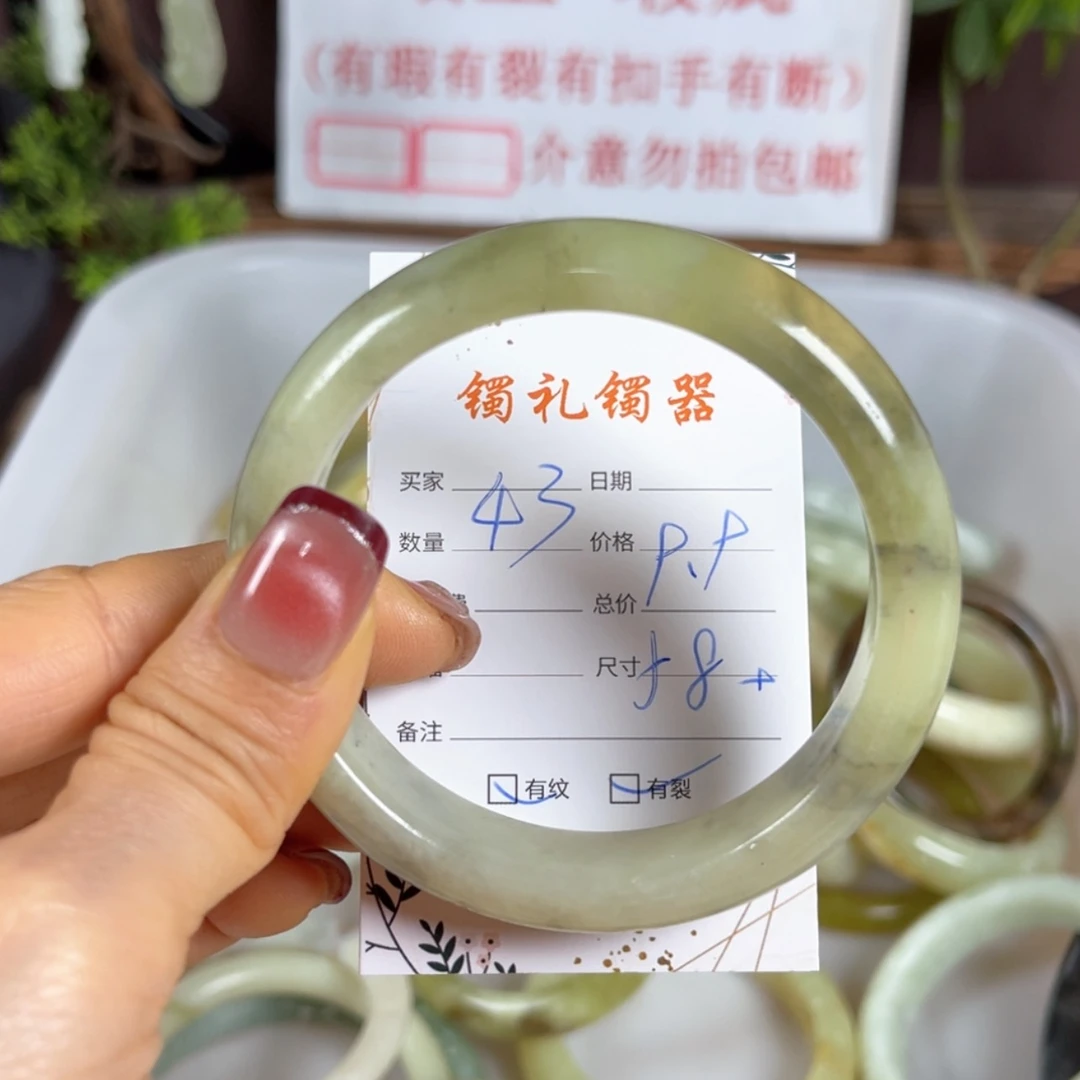 （有瑕有裂有扣手有断）
介意勿拍包邮
镯礼镯器
买家 43 日期
数量 价格 9.9
总价
尺寸 58+
备注
有纹 有裂